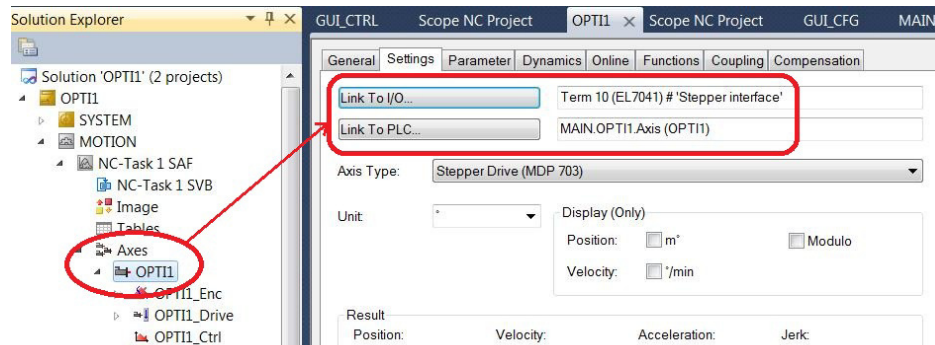 Solution Explorer
GUI_CTRL
Scope NC Project
OPTI1
Scope NC Project
GUI_CFG
MAIN
Solution 'OPTI1' (2 projects)
OPTI1
SYSTEM
MOTION
NC-Task 1 SAF
NC-Task 1 SVB
Image
Tables
Axes
OPTI1
OPTI1_Enc
OPTI1_Drive
OPTI1_Ctrl
General
Settings
Parameter
Dynamics
Online
Functions
Coupling
Compensation
Link To I/O...
Term 10 (EL7041) # 'Stepper interface'
Link To PLC...
MAIN.OPTI1.Axis (OPTI1)
Axis Type:
Stepper Drive (MDP 703)
Unit:
°
Display (Only)
Position:
m°
Modulo
Velocity:
°/min
Result
Position:
Velocity:
Acceleration:
Jerk: